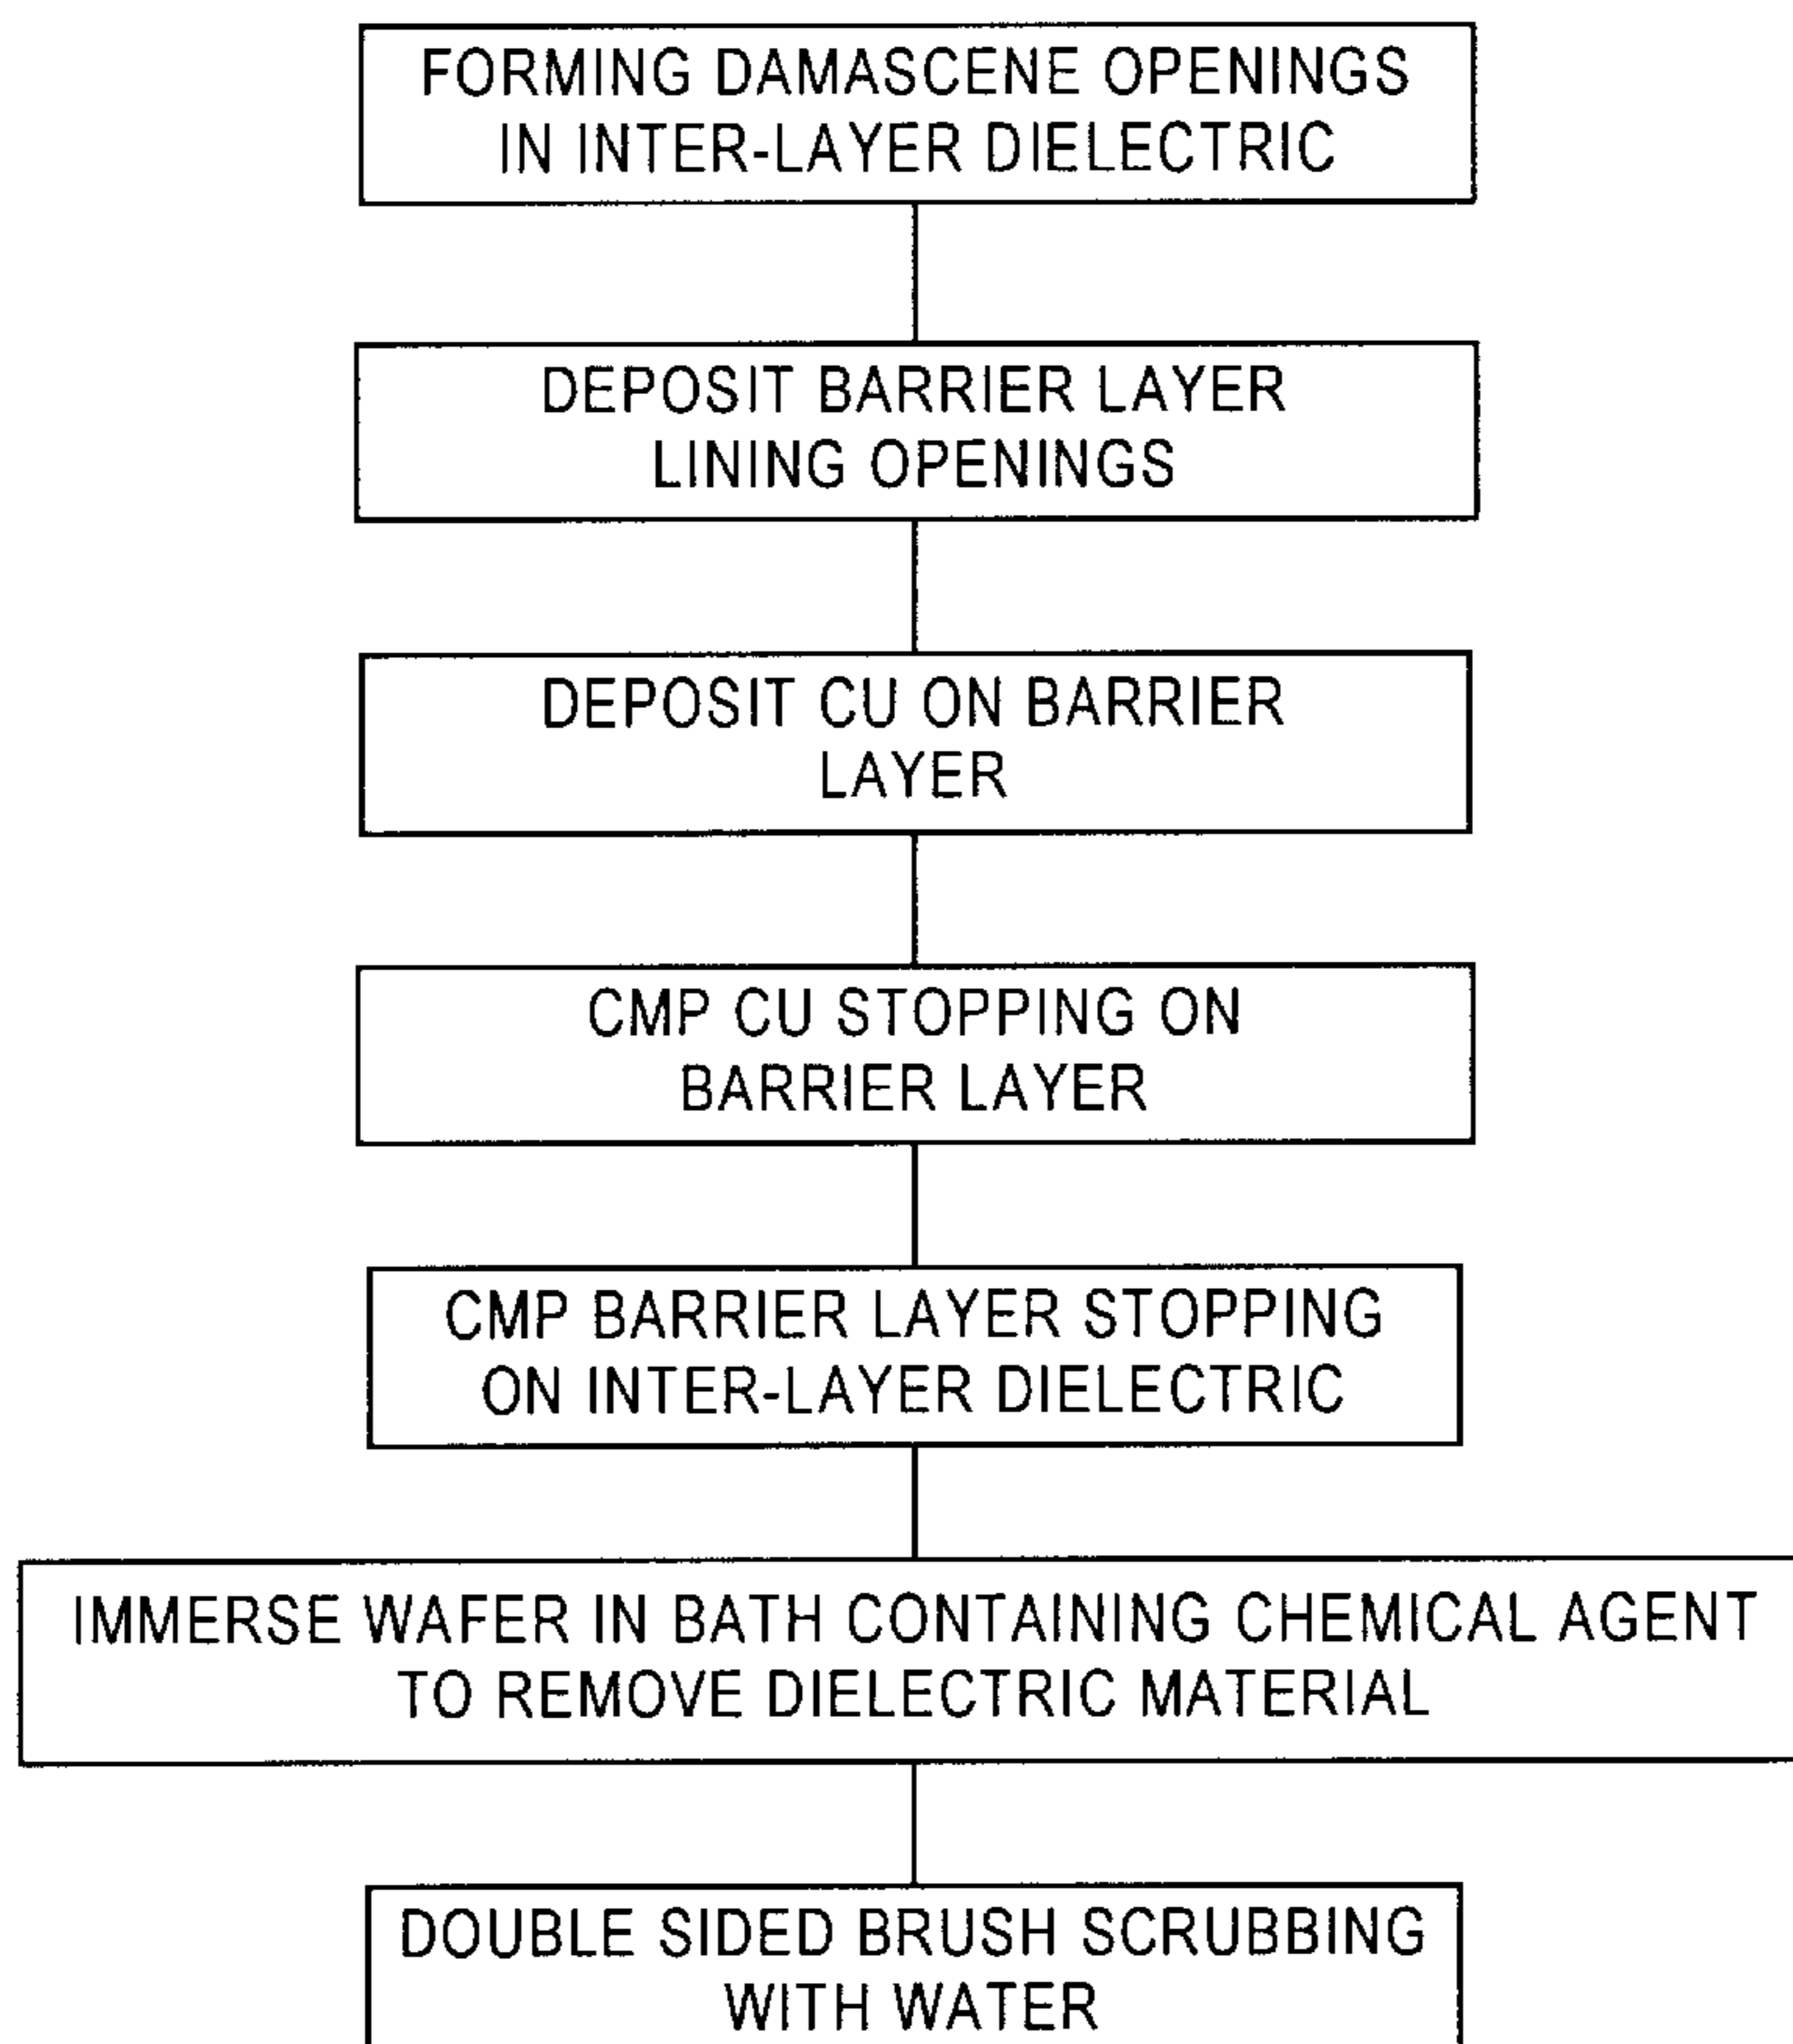 FORMING DAMASCENE OPENINGS
IN INTER-LAYER DIELECTRIC
DEPOSIT BARRIER LAYER
LINING OPENINGS
DEPOSIT CU ON BARRIER
LAYER
CMP CU STOPPING ON
BARRIER LAYER
CMP BARRIER LAYER STOPPING
ON INTER-LAYER DIELECTRIC
IMMERSE WAFER IN BATH CONTAINING CHEMICAL AGENT
TO REMOVE DIELECTRIC MATERIAL
DOUBLE SIDED BRUSH SCRUBBING
WITH WATER